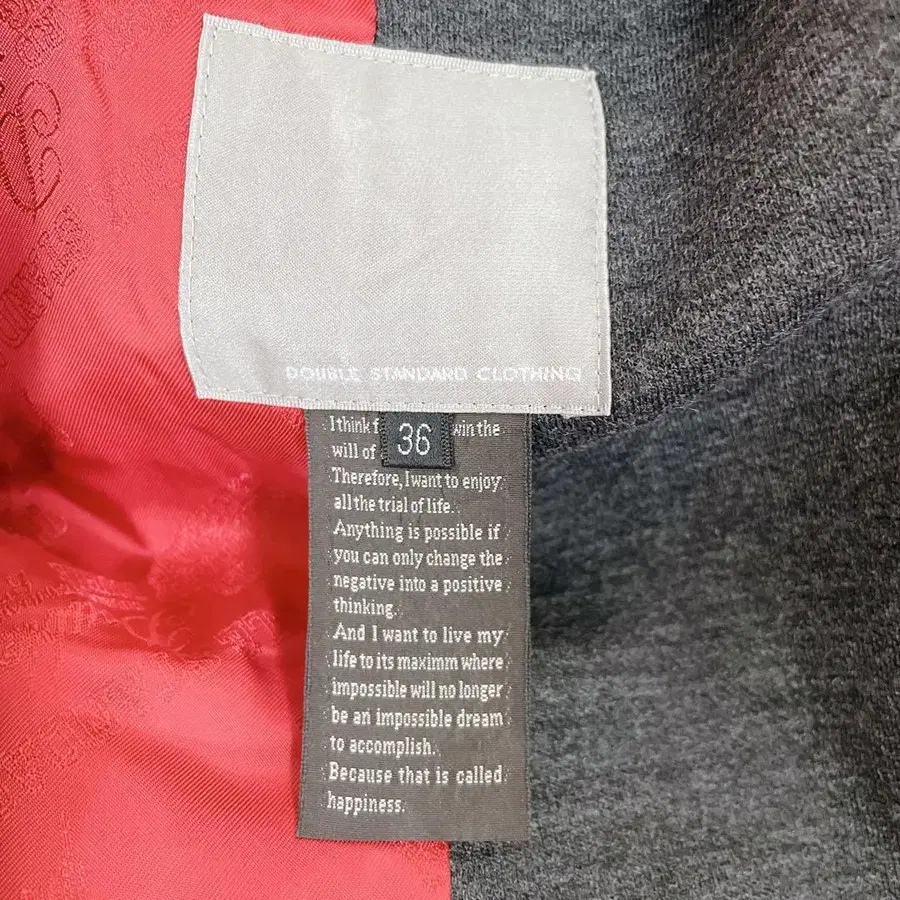 DOUBLE STANDARD CLOTHING
36
I think f win the
will of
Therefore, I want to enjoy
all the trial of life.
Anything is possible if
you can only change the
negative into a positive
thinking.
And I want to live my
life to its maximm where
impossible will no longer
be an impossible dream
to accomplish.
Because that is called
happiness.